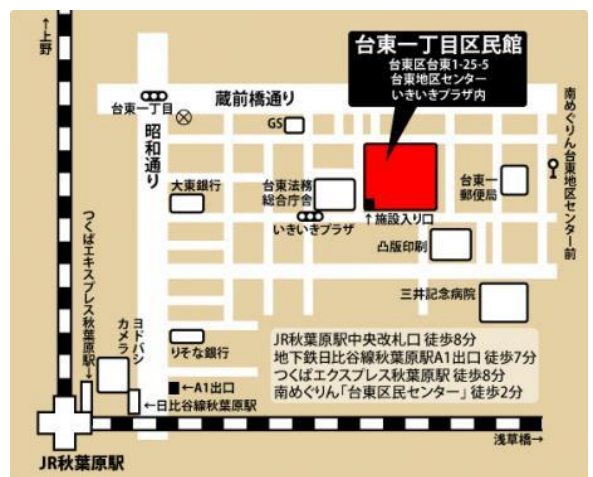 ←上野
台東一丁目区民館
台東区台東1-25-5
台東地区センター
いきいきプラザ内
蔵前橋通り
台東一丁目
昭和通り
GS
南めぐりん台東地区センター前
大東銀行
台東法務
総合庁舎
台東一
郵便局
↑施設入り口
いきいきプラザ
凸版印刷
三井記念病院
つくばエキスプレス秋葉原駅→
ヨドバシ
カメラ
りそな銀行
JR秋葉原駅中央改札口 徒歩8分
地下鉄日比谷線秋葉原駅A1出口 徒歩7分
つくばエクスプレス秋葉原駅 徒歩8分
南めぐりん「台東区民センター」徒歩2分
←A1出口
←日比谷線秋葉原駅
浅草橋→
JR秋葉原駅